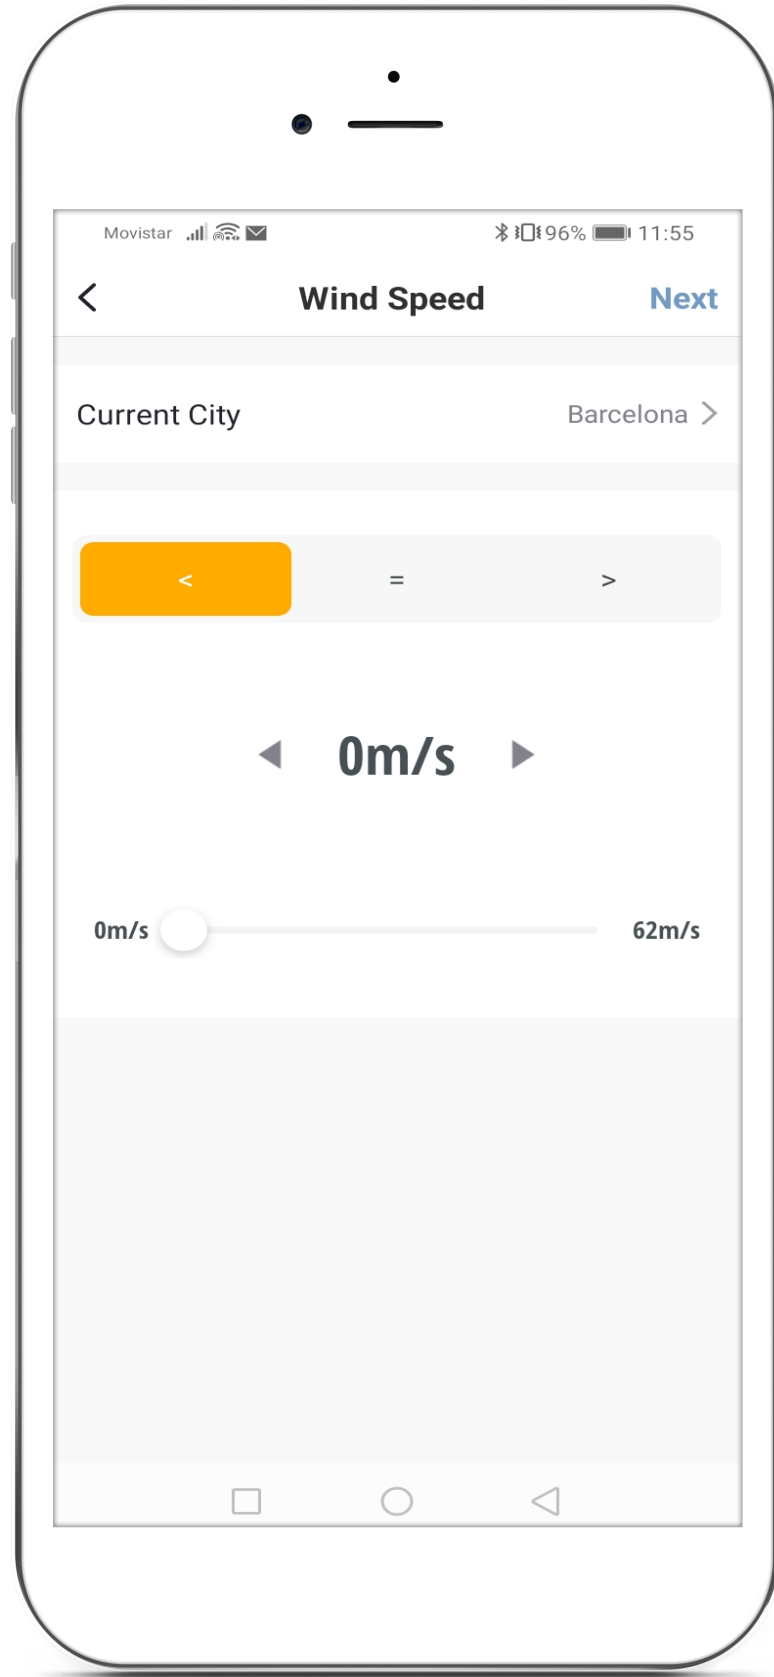 Movistar 96% 11:55
Wind Speed Next
Current City Barcelona
< = >
0m/s
0m/s 62m/s